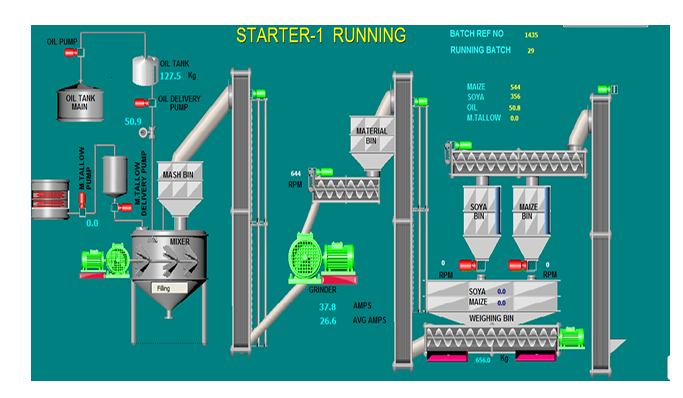 STARTER-1 RUNNING
BATCH REF NO 1435
RUNNING BATCH 29
OIL PUMP
OIL TANK
127.5 Kg
OIL TANK
MAIN
OIL DELIVERY
PUMP
50.9
MAIZE 544
SOYA 356
OIL 50.8
M.TALLOW 0.0
MATERIAL
BIN
M.TALLOW
PUMP
0.0
M.TALLOW
DELIVERY PUMP
MASH BIN
644
RPM
SOYA
BIN
MAIZE
BIN
MIXER
Filling
0
RPM
0
RPM
GRINDER
37.8 AMPS
26.6 AVG AMPS
SOYA 0.0
MAIZE 0.0
WEIGHING BIN
656.0 Kg